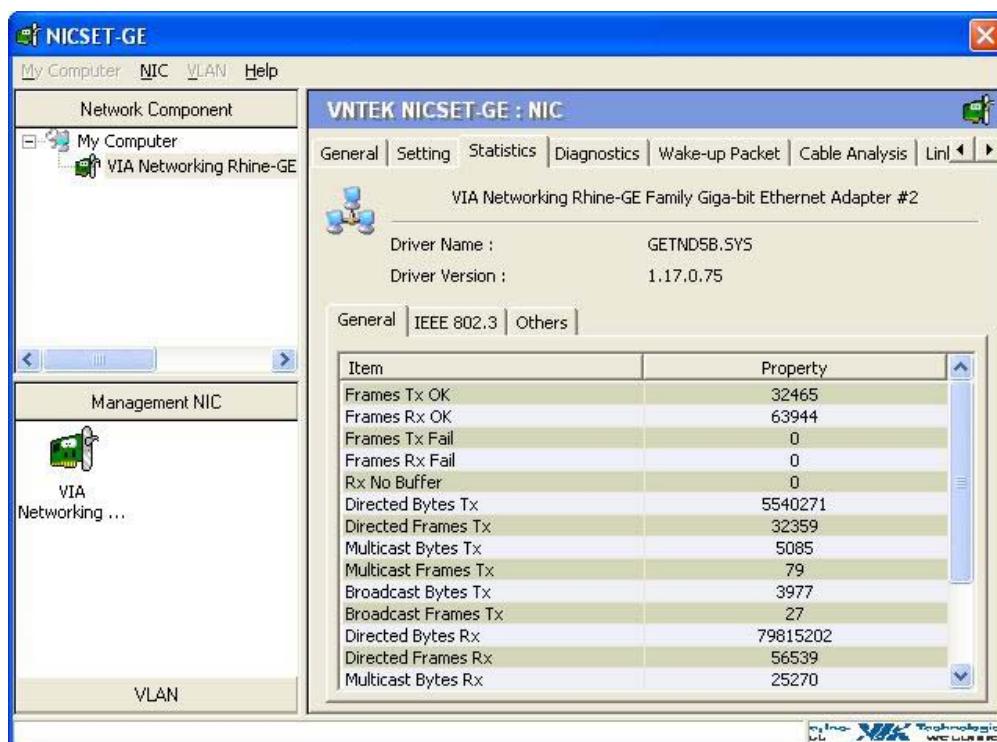 NICSET-GE
My Computer NIC VLAN Help
Network Component
My Computer
VIA Networking Rhine-GE
Management NIC
VIA
Networking ...
VLAN
VNTEK NICSET-GE : NIC
General Setting Statistics Diagnostics Wake-up Packet Cable Analysis Linl
VIA Networking Rhine-GE Family Giga-bit Ethernet Adapter #2
Driver Name : GETND5B.SYS
Driver Version : 1.17.0.75
General IEEE 802.3 Others
Item Property
Frames Tx OK 32465
Frames Rx OK 63944
Frames Tx Fail 0
Frames Rx Fail 0
Rx No Buffer 0
Directed Bytes Tx 5540271
Directed Frames Tx 32359
Multicast Bytes Tx 5085
Multicast Frames Tx 79
Broadcast Bytes Tx 3977
Broadcast Frames Tx 27
Directed Bytes Rx 79815202
Directed Frames Rx 56539
Multicast Bytes Rx 25270